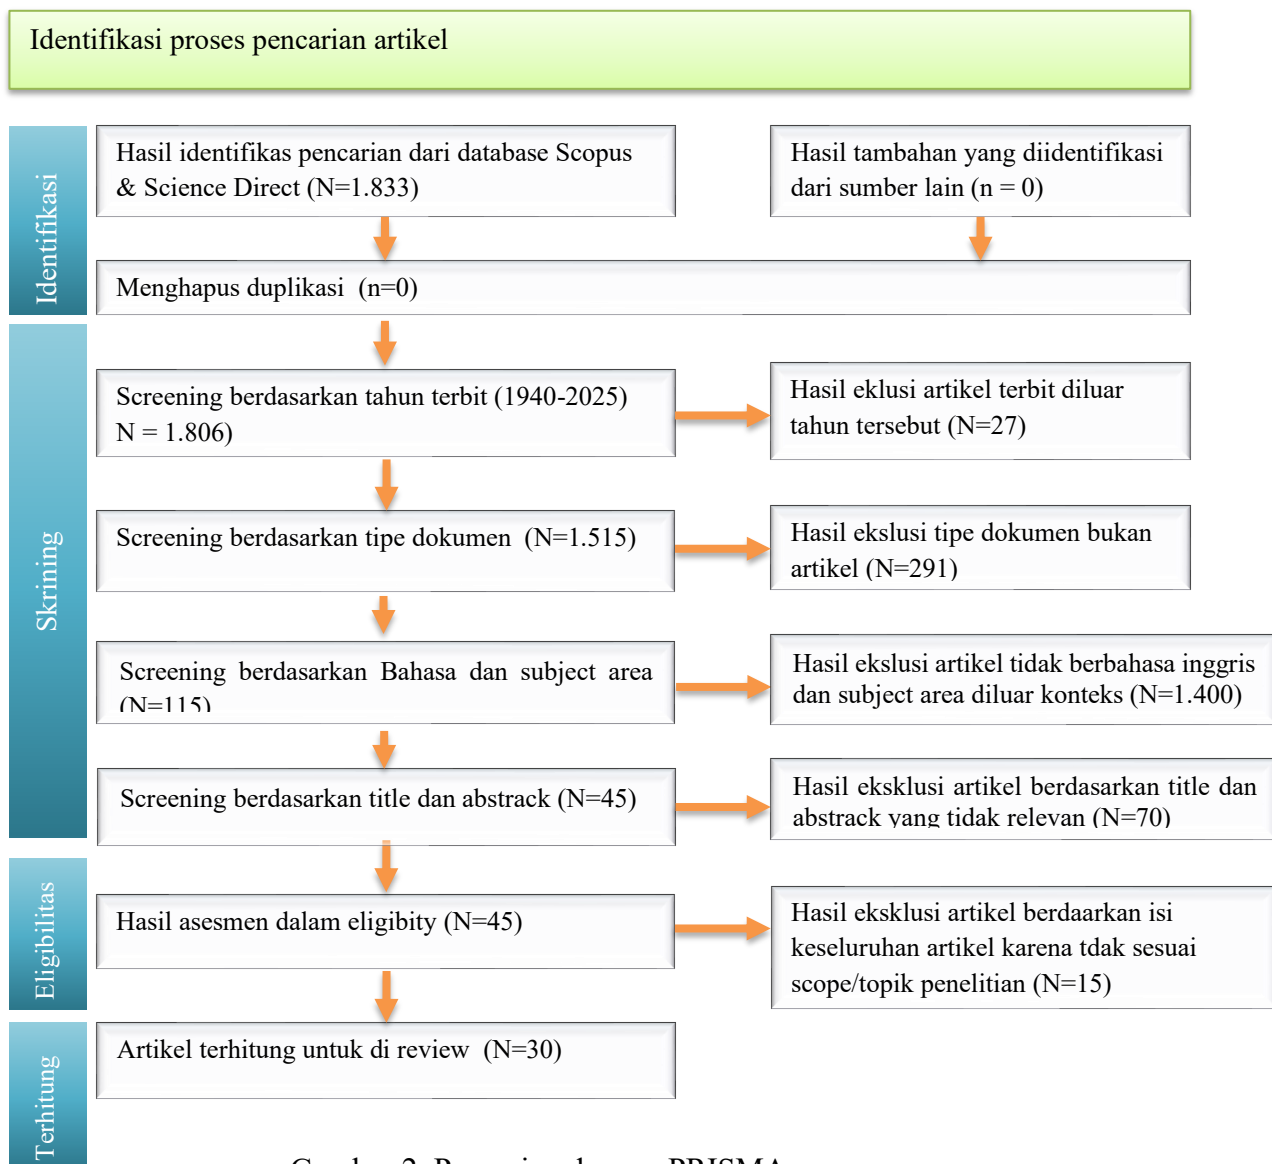 Identifikasi proses pencarian artikel
Identifikasi
Hasil identifikas pencarian dari database Scopus
& Science Direct (N=1.833)
Hasil tambahan yang diidentifikasi
dari sumber lain (n = 0)
Menghapus duplikasi (n=0)
Skrining
Screening berdasarkan tahun terbit (1940-2025)
N = 1.806)
Hasil eklusi artikel terbit diluar
tahun tersebut (N=27)
Screening berdasarkan tipe dokumen (N=1.515)
Hasil ekslusi tipe dokumen bukan
artikel (N=291)
Screening berdasarkan Bahasa dan subject area
(N=115)
Hasil ekslusi artikel tidak berbahasa inggris
dan subject area diluar konteks (N=1.400)
Screening berdasarkan title dan abstrack (N=45)
Hasil eksklusi artikel berdasarkan title dan
abstrack yang tidak relevan (N=70)
Eligibilitas
Hasil asesmen dalam eligibity (N=45)
Hasil eksklusi artikel berdaarkan isi
keseluruhan artikel karena tdak sesuai
scope/topik penelitian (N=15)
Terhitung
Artikel terhitung untuk di review (N=30)
2. PRISMA